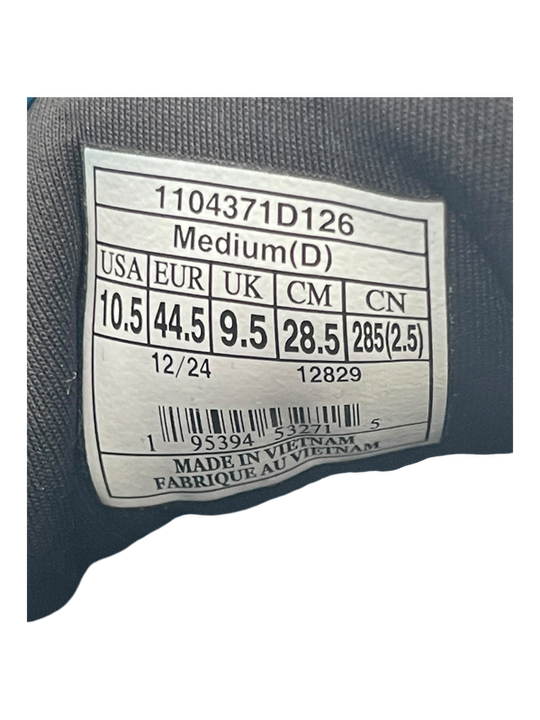 1104371D126
Medium(D)
USA EUR UK CM CN
10.5 44.5 9.5 28.5 285(2.5)
12/24 12829
1 95394 53271 5
MADE IN VIETNAM
FABRIQUE AU VIETNAM